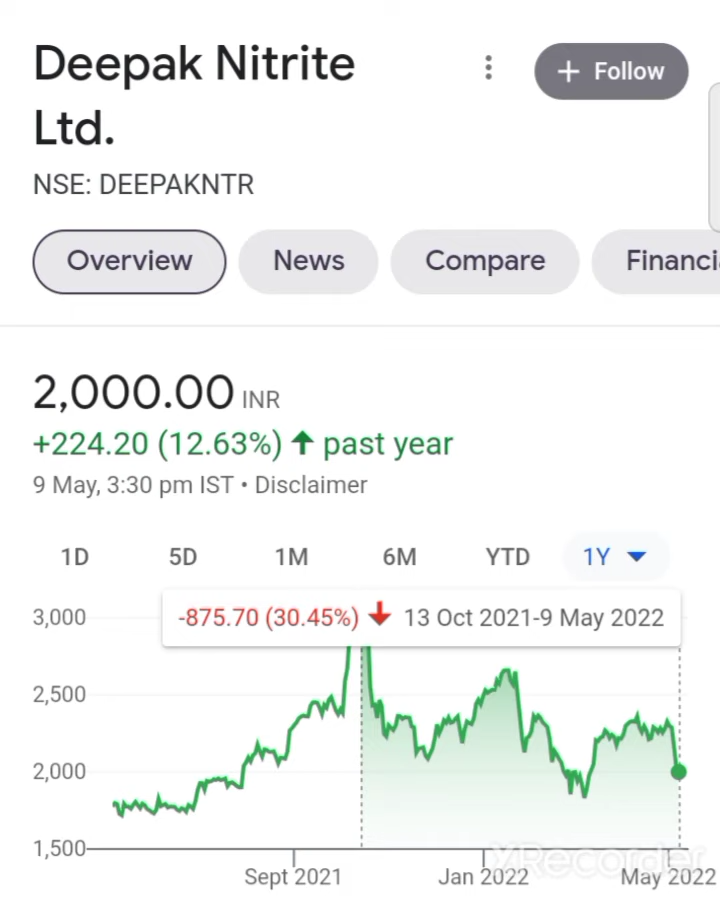 Deepak Nitrite
Ltd.
+ Follow
NSE: DEEPAKNTR
Overview News Compare
2,000.00 INR
+224.20 (12.63%) ↑ past year
9 May, 3:30 pm IST • Disclaimer
1D 5D 1M 6M YTD 1Y
-875.70 (30.45%) ↓ 13 Oct 2021-9 May 2022
3,000
2,500
2,000
1,500
XRecorder
Sept 2021 Jan 2022 May 2022